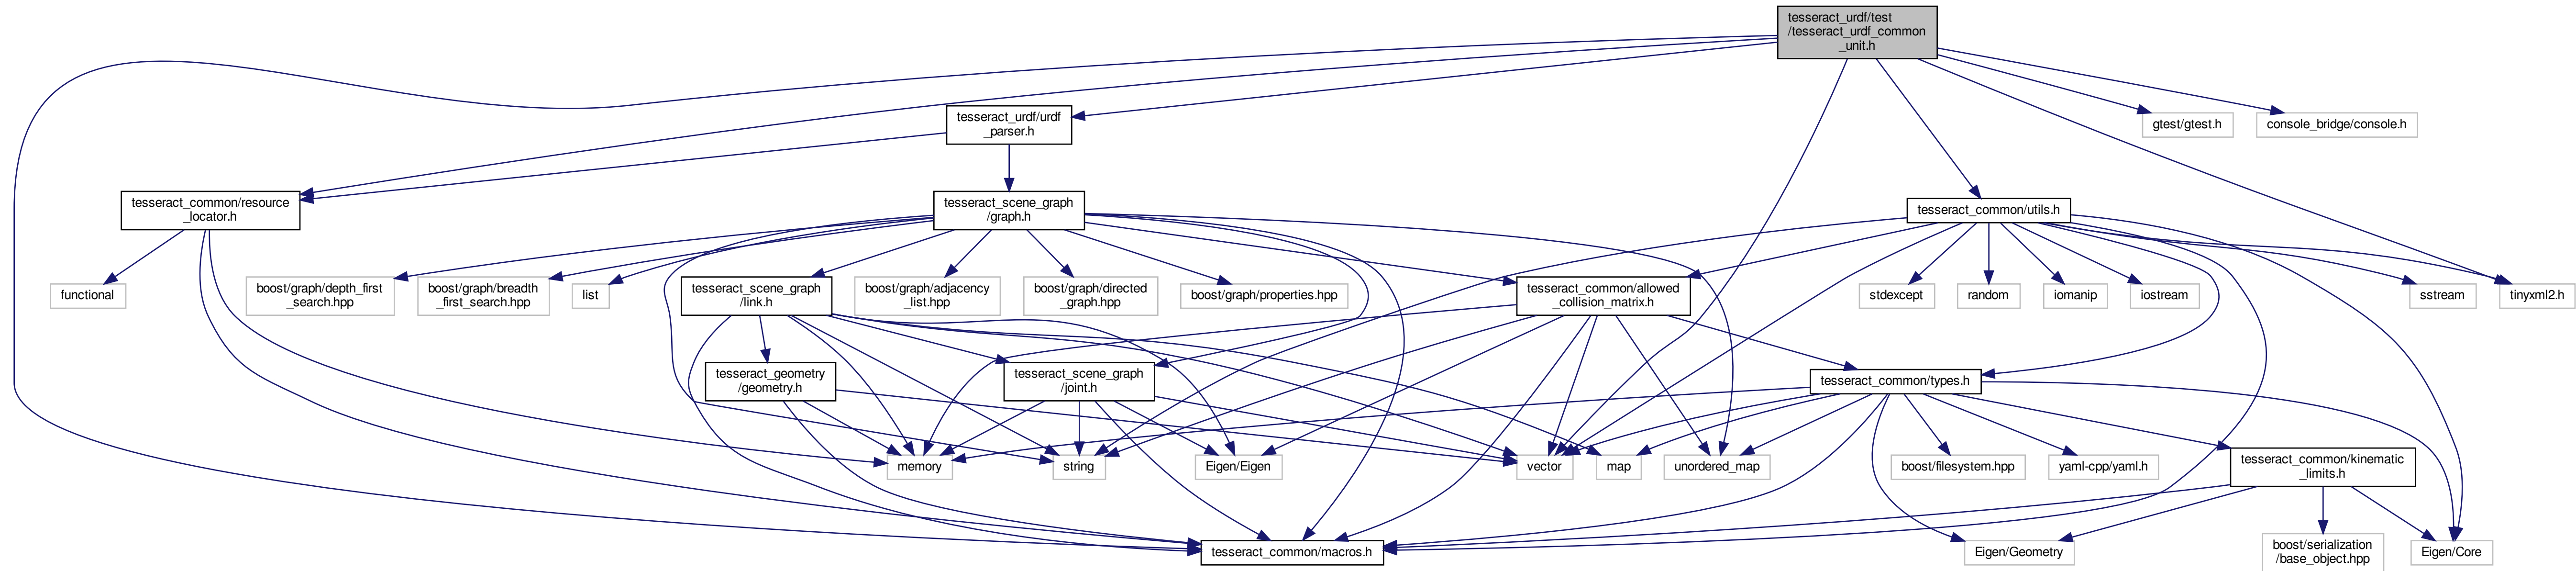 tesseract_urdf/test
/tesseract_urdf_common
_unit.h
tesseract_urdf/urdf
_parser.h
gtest/gtest.h
console_bridge/console.h
tesseract_common/resource
_locator.h
tesseract_scene_graph
/graph.h
tesseract_common/utils.h
functional
boost/graph/depth_first
_search.hpp
boost/graph/breadth
_first_search.hpp
list
tesseract_scene_graph
/link.h
boost/graph/adjacency
_list.hpp
boost/graph/directed
_graph.hpp
boost/graph/properties.hpp
tesseract_common/allowed
_collision_matrix.h
stdexcept
random
iomanip
iostream
sstream
tinyxml2.h
tesseract_geometry
/geometry.h
tesseract_scene_graph
/joint.h
tesseract_common/types.h
memory
string
Eigen/Eigen
vector
map
unordered_map
boost/filesystem.hpp
yaml-cpp/yaml.h
tesseract_common/kinematic
_limits.h
tesseract_common/macros.h
Eigen/Geometry
boost/serialization
/base_object.hpp
Eigen/Core